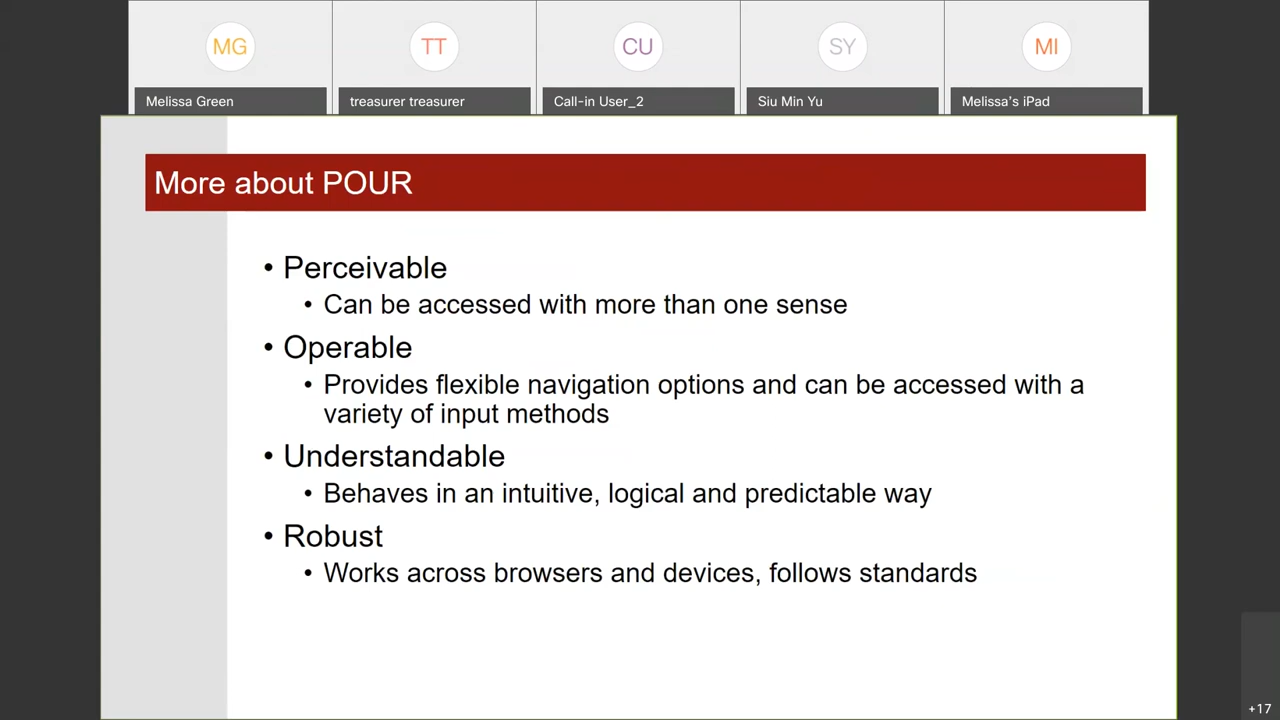 MG
TT
CU
SY
MI
Melissa Green
treasurer treasurer
Call-in User_2
Siu Min Yu
Melissa's iPad
More about POUR
• Perceivable
• Can be accessed with more than one sense
• Operable
• Provides flexible navigation options and can be accessed with a
variety of input methods
• Understandable
• Behaves in an intuitive, logical and predictable way
• Robust
• Works across browsers and devices, follows standards
+17